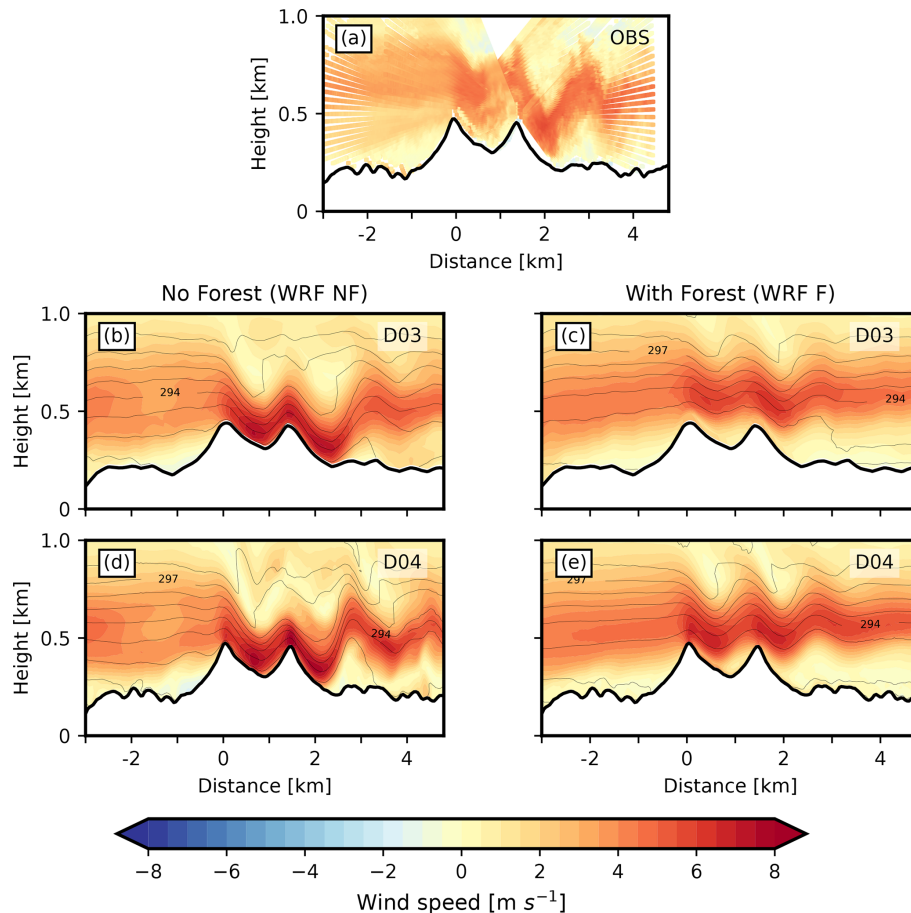 1.0
(a)
OBS
Height [km]
0.5
0
-2
0
2
4
Distance [km]
No Forest (WRF NF)
With Forest (WRF F)
1.0
(b)
D03
Height [km]
294
0.5
0
(c)
D03
297
294
1.0
(d)
D04
297
Height [km]
294
0.5
0
-2
0
2
4
Distance [km]
(e)
D04
297
294
-2
0
2
4
Distance [km]
−8
−6
−4
−2
0
2
4
6
8
Wind speed [m s⁻¹]